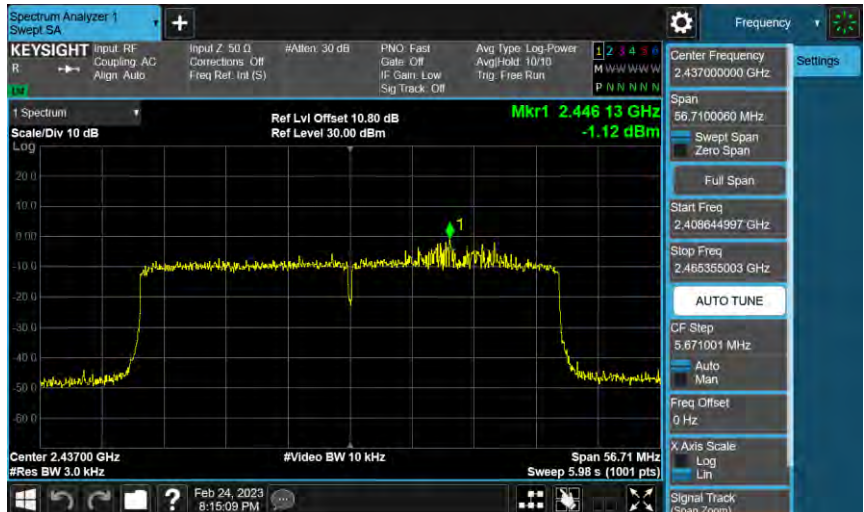 Spectrum Analyzer 1
Swept SA
+
Frequency
KEYSIGHT
R
Input: RF
Coupling: AC
Align: Auto
Input Z: 50 Ω
Corrections: Off
Freq Ref: Int (S)
#Atten: 30 dB
PNO: Fast
Gate: Off
IF Gain: Low
Sig Track: Off
Avg Type: Log-Power
Avg|Hold: 10/10
Trig: Free Run
1 2 3 4 5 6
M W W W W W
P N N N N N
1 Spectrum
Scale/Div 10 dB
Log
Ref Lvl Offset 10.80 dB
Ref Level 30.00 dBm
Mkr1 2.446 13 GHz
-1.12 dBm
20.0
10.0
0.00
-10.0
-20.0
-30.0
-40.0
-50.0
-60.0
1
Center 2.43700 GHz
#Res BW 3.0 kHz
#Video BW 10 kHz
Span 56.71 MHz
Sweep 5.98 s (1001 pts)
?
Feb 24, 2023
8:15:09 PM
Center Frequency
2.437000000 GHz
Span
56.7100060 MHz
Swept Span
Zero Span
Full Span
Start Freq
2.408644997 GHz
Stop Freq
2.465355003 GHz
AUTO TUNE
CF Step
5.671001 MHz
Auto
Man
Freq Offset
0 Hz
X Axis Scale
Log
Lin
Signal Track
(Span Zoom)
Settings